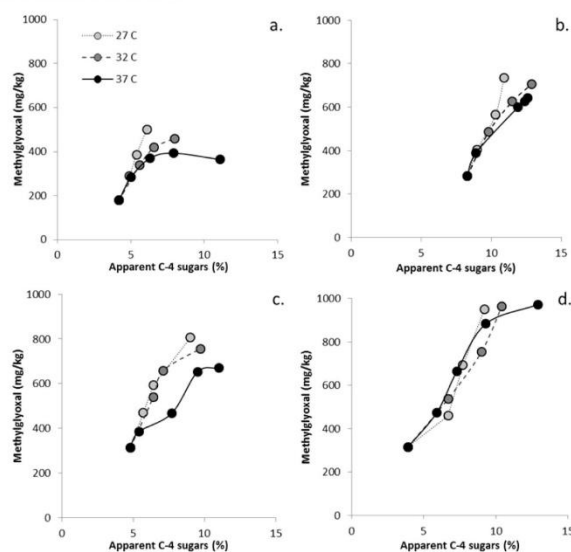 a.
27 C
32 C
37 C
Methylglyoxal (mg/kg)
1000
800
600
400
200
0
0 5 10 15
Apparent C-4 sugars (%)
b.
Methylglyoxal (mg/kg)
1000
800
600
400
200
0
0 5 10 15
Apparent C-4 sugars (%)
c.
Methylglyoxal (mg/kg)
1000
800
600
400
200
0
0 5 10 15
Apparent C-4 sugars (%)
d.
Methylglyoxal (mg/kg)
1000
800
600
400
200
0
0 5 10 15
Apparent C-4 sugars (%)